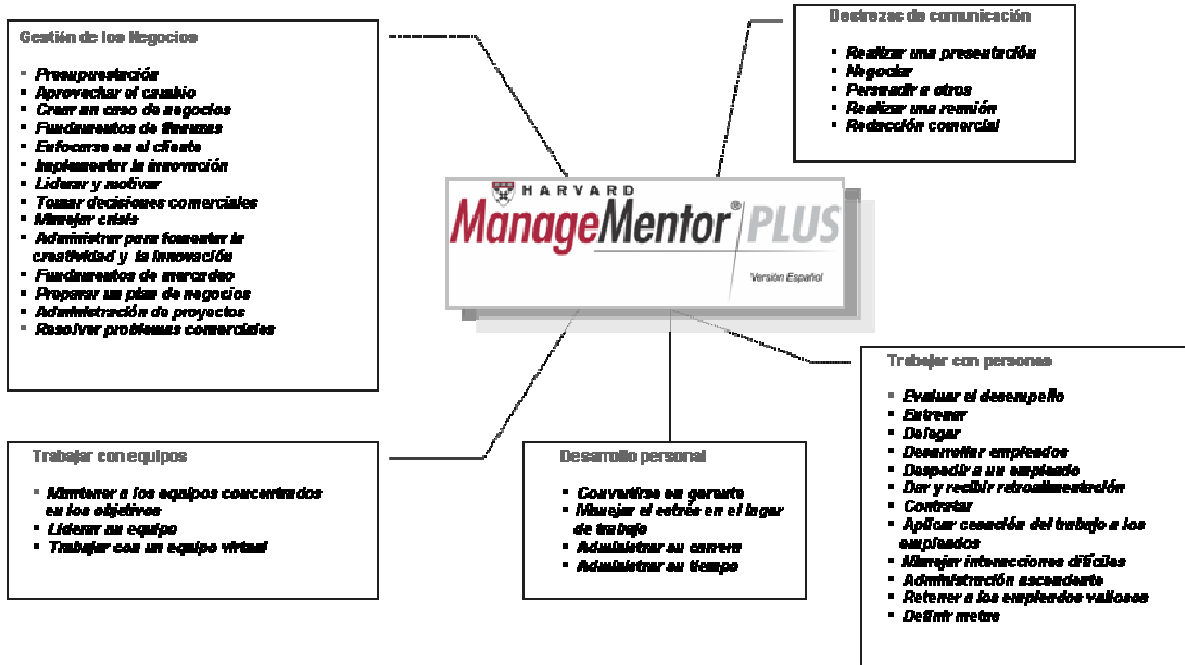 Gestión de los Negocios
▪ Presupuestación
▪ Aprovechar el cambio
▪ Crear un caso de negocios
▪ Fundamentos de finanzas
▪ Enfocarse en el cliente
▪ Implementar la innovación
▪ Liderar y motivar
▪ Tomar decisiones comerciales
▪ Manejar crisis
▪ Administrar para fomentar la
creatividad y la innovación
▪ Fundamentos de mercadeo
▪ Preparar un plan de negocios
▪ Administración de proyectos
▪ Resolver problemas comerciales
Destrezas de comunicación
▪ Realizar una presentación
▪ Negociar
▪ Persuadir a otros
▪ Realizar una reunión
▪ Redacción comercial
HARVARD
ManageMentor® PLUS
Versión Español
Trabajar con equipos
▪ Mantener a los equipos concentrados
en los objetivos
▪ Liderar su equipo
▪ Trabajar con un equipo virtual
Desarrollo personal
▪ Convertirse en gerente
▪ Manejar el estrés en el lugar
de trabajo
▪ Administrar su carrera
▪ Administrar su tiempo
Trabajar con personas
▪ Evaluar el desempeño
▪ Entrenar
▪ Delegar
▪ Desarrollar empleados
▪ Despedir a un empleado
▪ Dar y recibir retroalimentación
▪ Contratar
▪ Aplicar cesación del trabajo a los
empleados
▪ Manejar interacciones difíciles
▪ Administración ascendente
▪ Retener a los empleados valiosos
▪ Definir metas